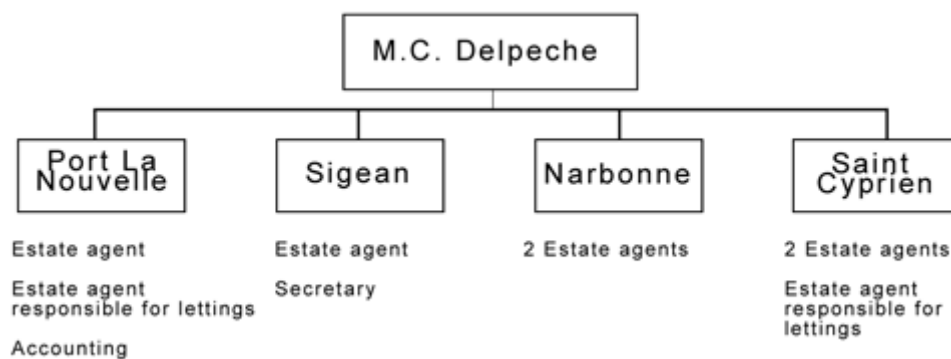 M.C. Delpeche
Port La
Nouvelle
Sigean
Narbonne
Saint
Cyprien
Estate agent
Estate agent
responsible for lettings
Accounting
Estate agent
Secretary
2 Estate agents
2 Estate agents
Estate agent
responsible for
lettings